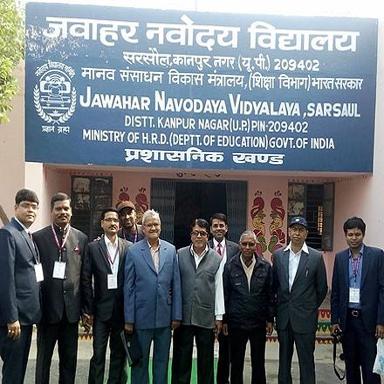 जवाहर नवोदय विद्यालय
सरसौल, कानपुर नगर (यू.पी.) 209402
मानव संसाधन विकास मंत्रालय, (शिक्षा विभाग) भारत सरकार
JAWAHAR NAVODAYA VIDYALAYA, SARSAUL
DISTT. KANPUR NAGAR (U.P.) PIN-209402
MINISTRY OF H.R.D. (DEPTT. OF EDUCATION) GOVT. OF INDIA
प्रशासनिक खण्ड